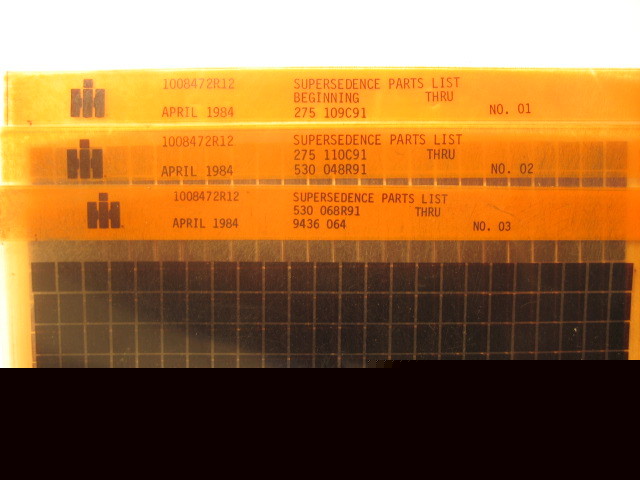 1008472R12 SUPERSEDENCE PARTS LIST
BEGINNING THRU
APRIL 1984 275 109C91 NO. 01
1008472R12 SUPERSEDENCE PARTS LIST
275 110C91 THRU
APRIL 1984 530 048R91 NO. 02
1008472R12 SUPERSEDENCE PARTS LIST
530 068R91 THRU
APRIL 1984 9436 064 NO. 03